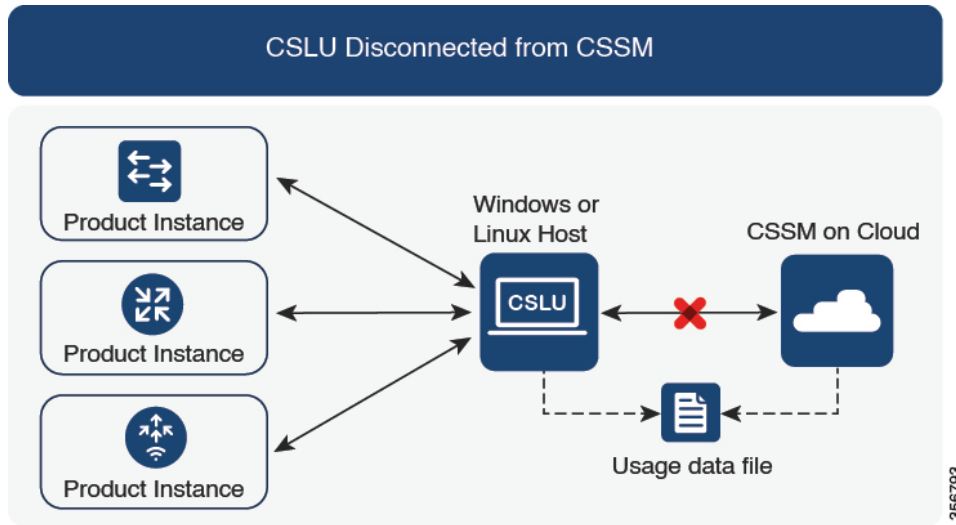 CSLU Disconnected from CSSM
Product Instance
Product Instance
Product Instance
Windows or
Linux Host
CSLU
CSSM on Cloud
Usage data file
356793